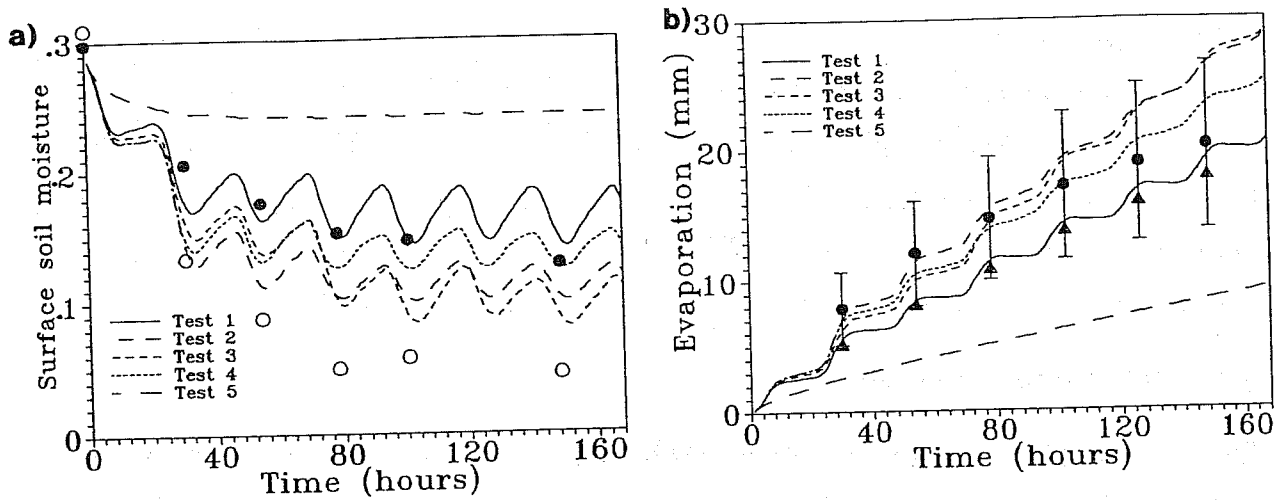 a)
.3
.2
.1
0
Surface soil moisture
Test 1
Test 2
Test 3
Test 4
Test 5
0 40 80 120 160
Time (hours)
b)
30
20
10
0
Evaporation (mm)
Test 1
Test 2
Test 3
Test 4
Test 5
0 40 80 120 160
Time (hours)